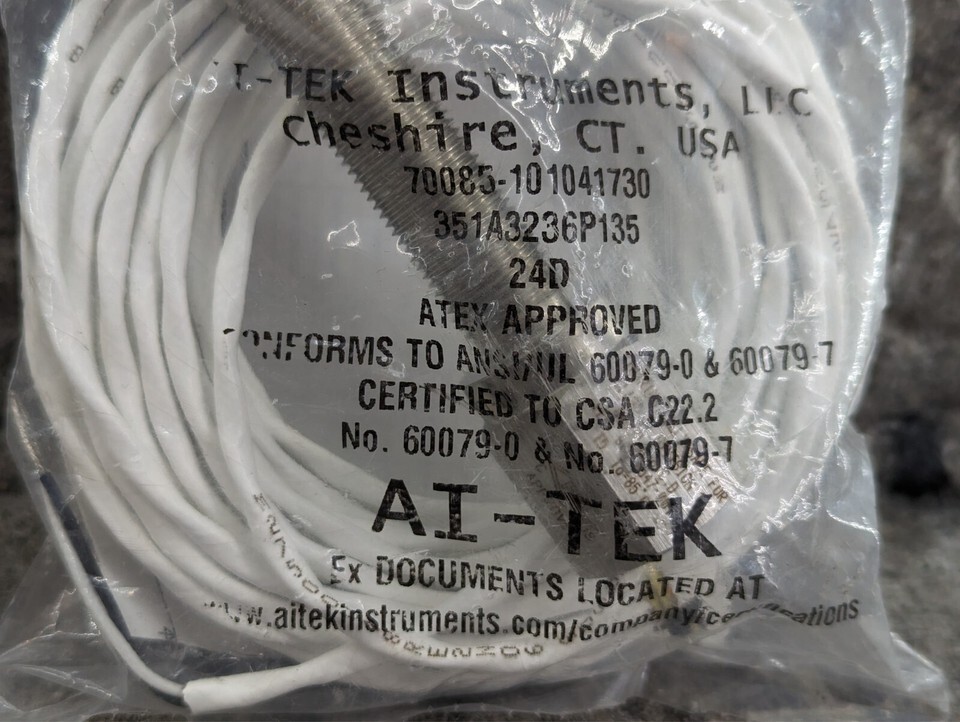 I-TEK Instruments, LLC
Cheshire, CT. USA
70085-101041730
351A3236P135
24D
ATEX APPROVED
CONFORMS TO ANSI/UL 60079-0 & 60079-7
CERTIFIED TO CSA C22.2
No. 60079-0 & No. 60079-7
AI-TEK
Ex DOCUMENTS LOCATED AT
www.aitekinstruments.com/company/certifications